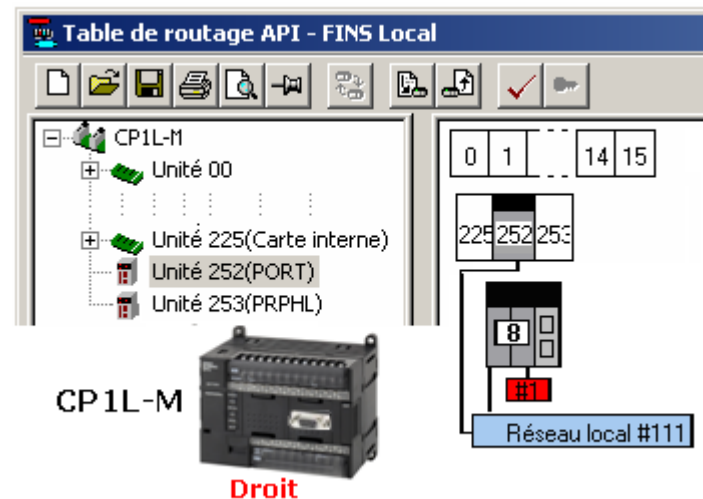 Table de routage API - FINS Local
CP1L-M
Unité 00
Unité 225(Carte interne)
Unité 252(PORT)
Unité 253(PRPHL)
0 1 14 15
225 252 253
8
#1
Réseau local #111
CP1L-M
Droit